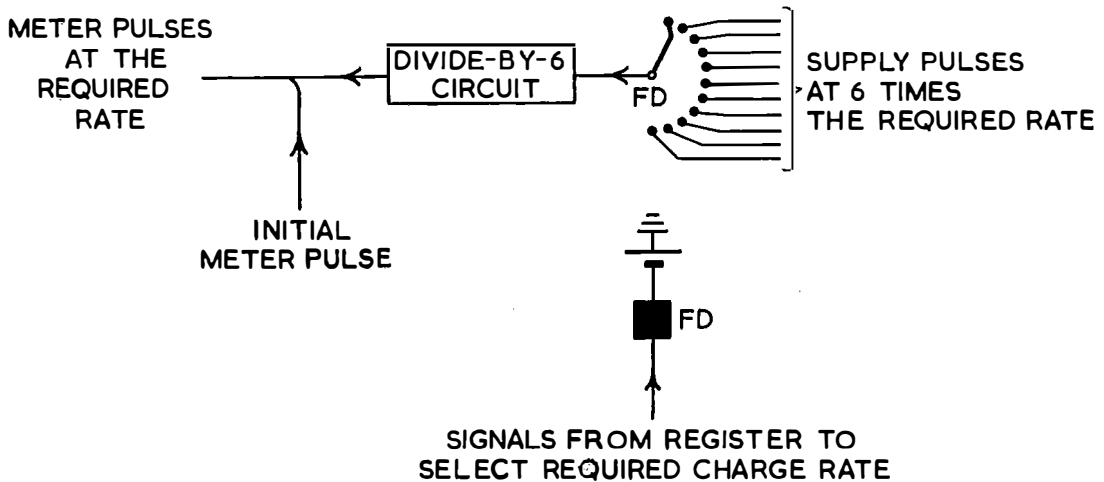 METER PULSES
AT THE
REQUIRED
RATE
DIVIDE-BY-6
CIRCUIT
FD
SUPPLY PULSES
AT 6 TIMES
THE REQUIRED RATE
INITIAL
METER PULSE
FD
SIGNALS FROM REGISTER TO
SELECT REQUIRED CHARGE RATE